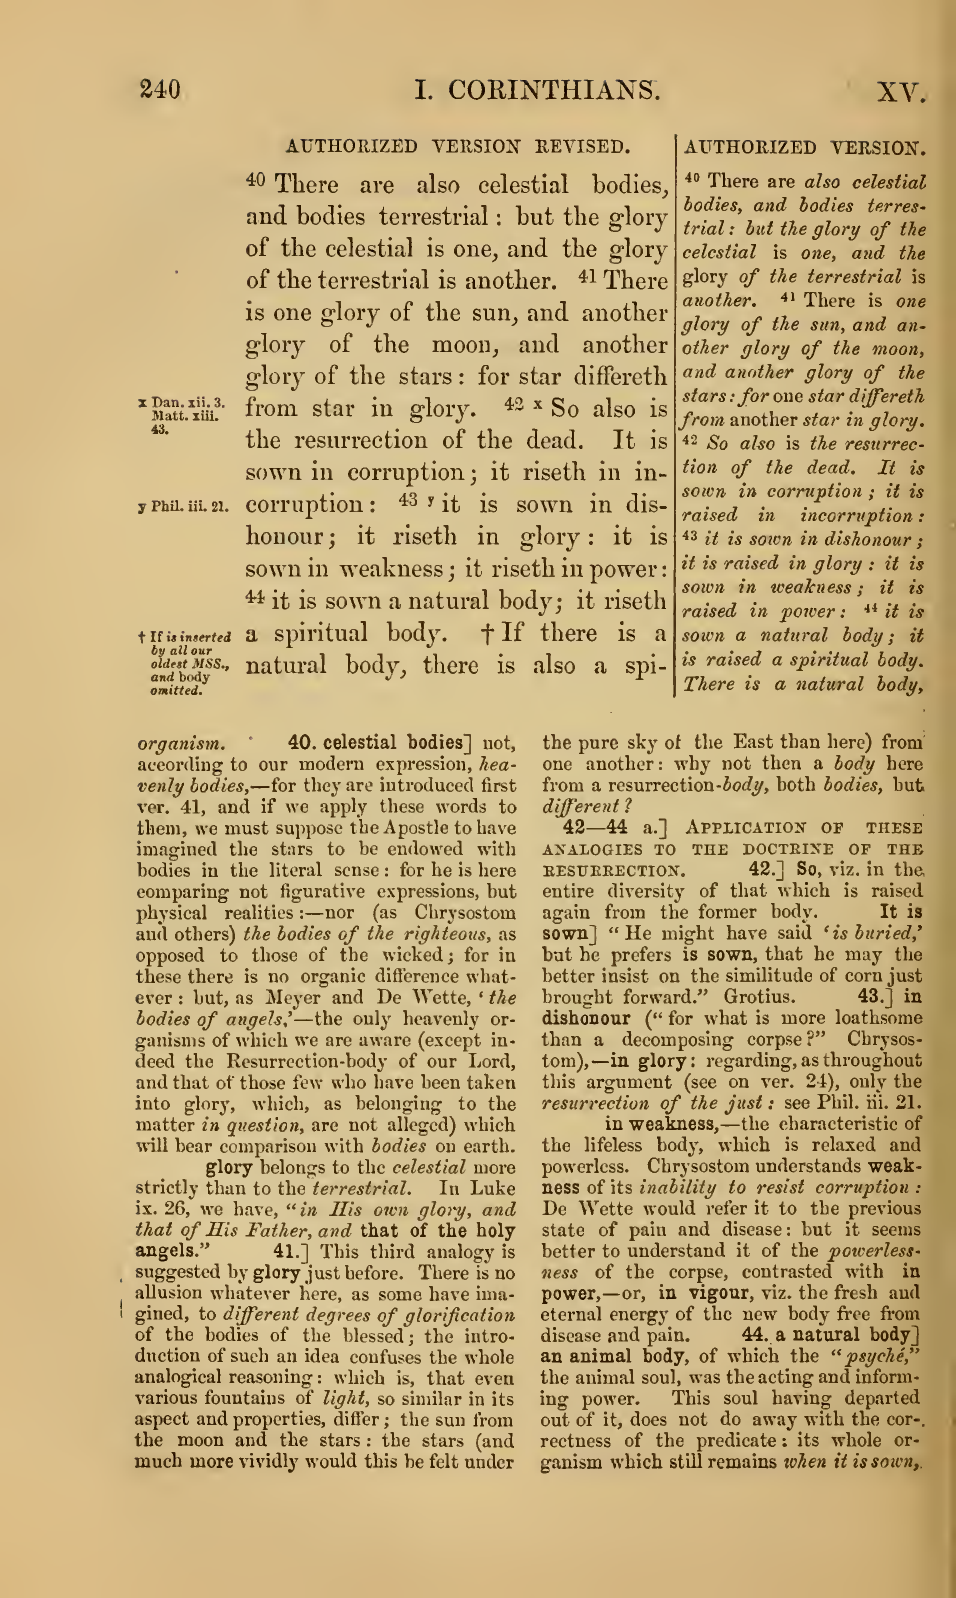 240
I. CORINTHIANS.
XV.
AUTHORIZED VERSION REVISED.
40 There are also celestial bodies,
and bodies terrestrial : but the glory
of the celestial is one, and the glory
of the terrestrial is another. 41 There
is one glory of the sun, and another
glory of the moon, and another
glory of the stars : for star differeth
from star in glory. 42 x So also is
the resurrection of the dead. It is
sown in corruption ; it riseth in in-
corruption : 43 y it is sown in dis-
honour ; it riseth in glory : it is
sown in weakness ; it riseth in power :
44 it is sown a natural body; it riseth
a spiritual body. † If there is a
natural body, there is also a spi-
x Dan. xii. 3.
Matt. xiii.
43.
y Phil. iii. 21.
† If is inserted
by all our
oldest MSS.,
and body
omitted.
AUTHORIZED VERSION.
40 There are also celestial
bodies, and bodies terres-
trial : but the glory of the
celestial is one, and the
glory of the terrestrial is
another. 41 There is one
glory of the sun, and an-
other glory of the moon,
and another glory of the
stars : for one star differeth
from another star in glory.
42 So also is the resurrec-
tion of the dead. It is
sown in corruption ; it is
raised in incorruption :
43 it is sown in dishonour ;
it is raised in glory : it is
sown in weakness ; it is
raised in power : 44 it is
sown a natural body ; it
is raised a spiritual body.
There is a natural body,
organism. 40. celestial bodies] not,
according to our modern expression, hea-
venly bodies,—for they are introduced first
ver. 41, and if we apply these words to
them, we must suppose the Apostle to have
imagined the stars to be endowed with
bodies in the literal sense : for he is here
comparing not figurative expressions, but
physical realities :—nor (as Chrysostom
and others) the bodies of the righteous, as
opposed to those of the wicked ; for in
these there is no organic difference what-
ever : but, as Meyer and De Wette, ‘ the
bodies of angels,’—the only heavenly or-
ganisms of which we are aware (except in-
deed the Resurrection-body of our Lord,
and that of those few who have been taken
into glory, which, as belonging to the
matter in question, are not alleged) which
will bear comparison with bodies on earth.
glory belongs to the celestial more
strictly than to the terrestrial. In Luke
ix. 26, we have, “in His own glory, and
that of His Father, and that of the holy
angels.” 41.] This third analogy is
suggested by glory just before. There is no
allusion whatever here, as some have ima-
gined, to different degrees of glorification
of the bodies of the blessed ; the intro-
duction of such an idea confuses the whole
analogical reasoning : which is, that even
various fountains of light, so similar in its
aspect and properties, differ ; the sun from
the moon and the stars : the stars (and
much more vividly would this be felt under
the pure sky of the East than here) from
one another : why not then a body here
from a resurrection-body, both bodies, but
different ?
42—44 a.] APPLICATION OF THESE
ANALOGIES TO THE DOCTRINE OF THE
RESURRECTION. 42.] So, viz. in the
entire diversity of that which is raised
again from the former body. It is
sown] “ He might have said ‘ is buried,’
but he prefers is sown, that he may the
better insist on the similitude of corn just
brought forward.” Grotius. 43.] in
dishonour (“ for what is more loathsome
than a decomposing corpse ?” Chrysos-
tom),—in glory : regarding, as throughout
this argument (see on ver. 24), only the
resurrection of the just : see Phil. iii. 21.
in weakness,—the characteristic of
the lifeless body, which is relaxed and
powerless. Chrysostom understands weak-
ness of its inability to resist corruption :
De Wette would refer it to the previous
state of pain and disease : but it seems
better to understand it of the powerless-
ness of the corpse, contrasted with in
power,—or, in vigour, viz. the fresh and
eternal energy of the new body free from
disease and pain. 44. a natural body]
an animal body, of which the “psyché,”
the animal soul, was the acting and inform-
ing power. This soul having departed
out of it, does not do away with the cor-
rectness of the predicate : its whole or-
ganism which still remains when it is sown,